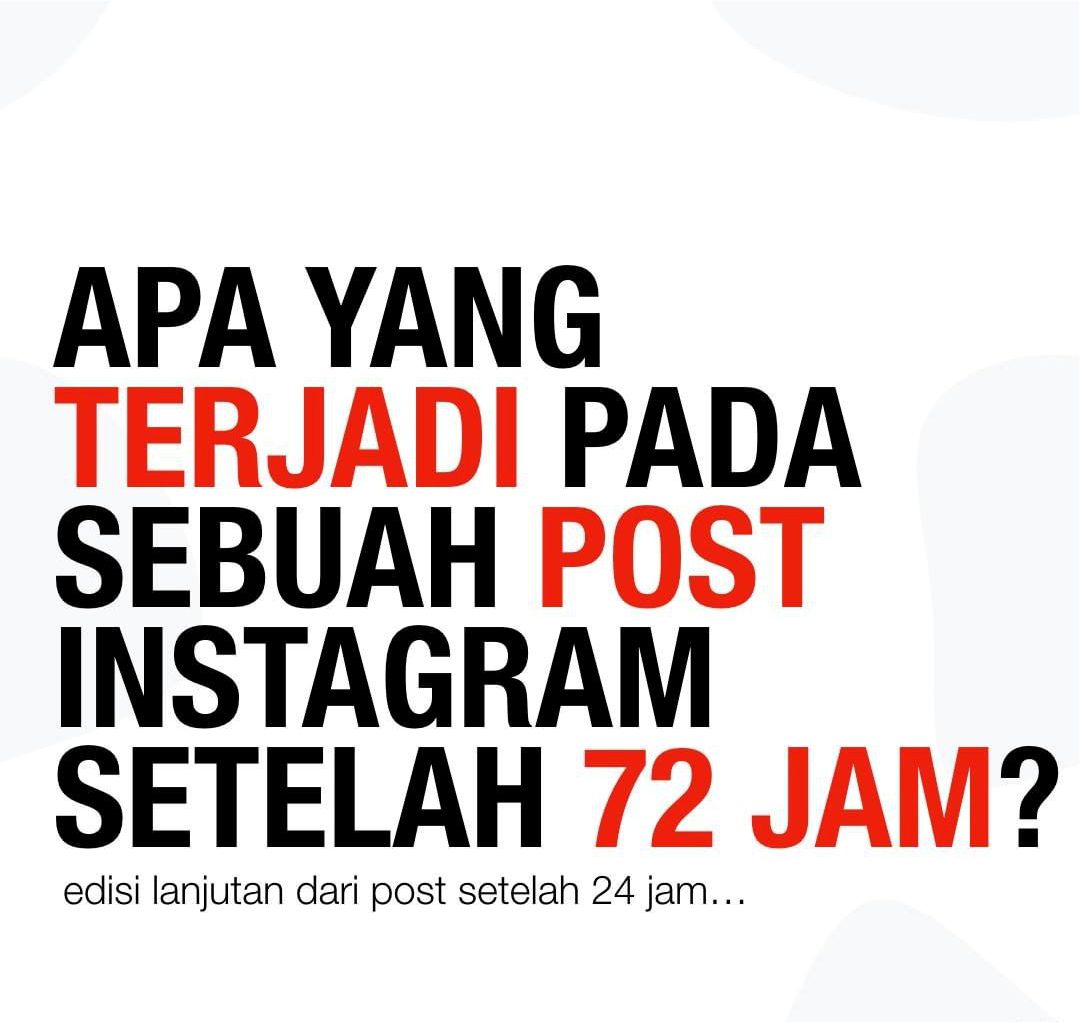 APA YANG
TERJADI PADA
SEBUAH POST
INSTAGRAM
SETELAH 72 JAM?
edisi lanjutan dari post setelah 24 jam...